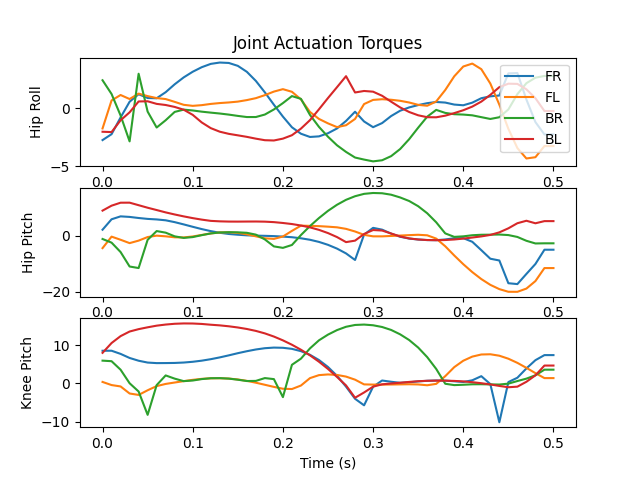 Joint Actuation Torques
Hip Roll
0
−5
FR
FL
BR
BL
0.0 0.1 0.2 0.3 0.4 0.5
Hip Pitch
0
−20
0.0 0.1 0.2 0.3 0.4 0.5
Knee Pitch
10
0
−10
0.0 0.1 0.2 0.3 0.4 0.5
Time (s)